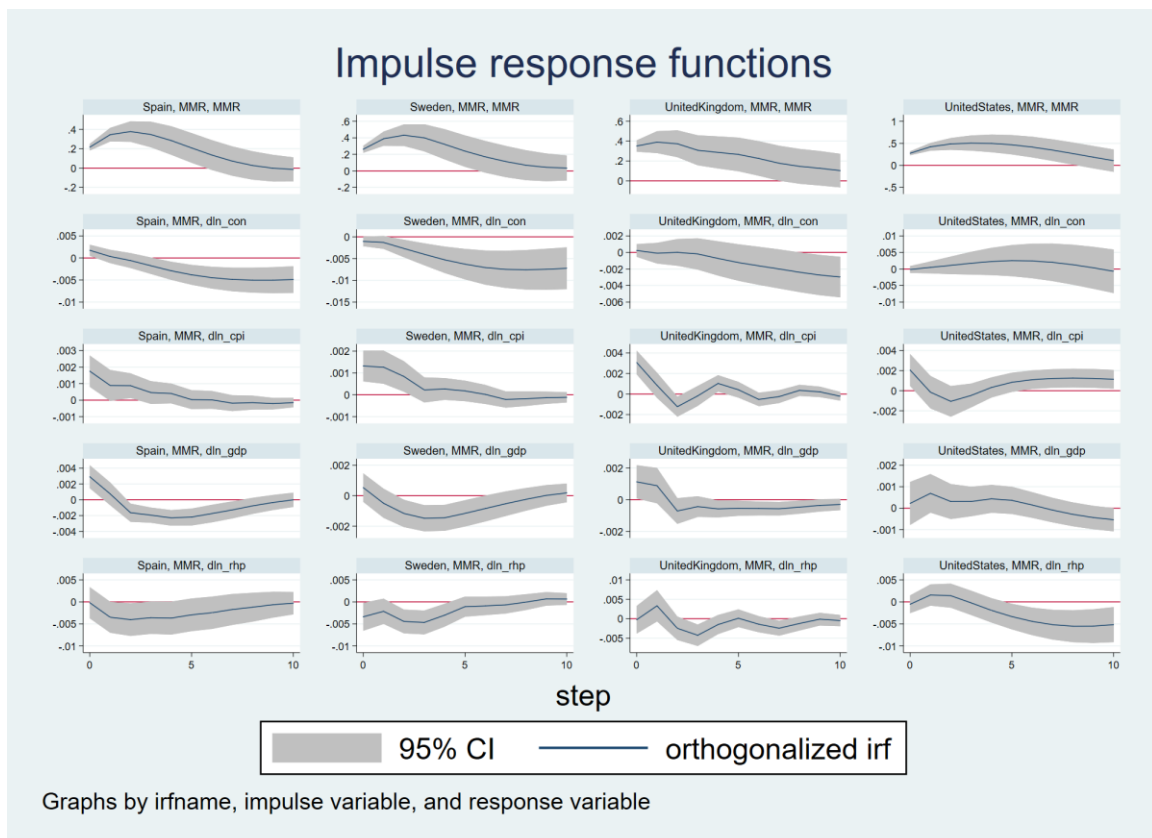 Impulse response functions
Spain, MMR, MMR
Sweden, MMR, MMR
UnitedKingdom, MMR, MMR
UnitedStates, MMR, MMR
.4
.2
0
-.2
.6
.4
.2
0
-.2
.6
.4
.2
0
1
.5
0
-.5
Spain, MMR, dln_con
Sweden, MMR, dln_con
UnitedKingdom, MMR, dln_con
UnitedStates, MMR, dln_con
.005
0
-.005
-.01
0
-.005
-.01
-.015
.002
0
-.002
-.004
-.006
.01
.005
0
-.005
-.01
Spain, MMR, dln_cpi
Sweden, MMR, dln_cpi
UnitedKingdom, MMR, dln_cpi
UnitedStates, MMR, dln_cpi
.003
.002
.001
0
-.001
.002
.001
0
-.001
.004
.002
0
-.002
.004
.002
0
-.002
Spain, MMR, dln_gdp
Sweden, MMR, dln_gdp
UnitedKingdom, MMR, dln_gdp
UnitedStates, MMR, dln_gdp
.004
.002
0
-.002
-.004
.002
0
-.002
.002
0
-.002
.002
.001
0
-.001
Spain, MMR, dln_rhp
Sweden, MMR, dln_rhp
UnitedKingdom, MMR, dln_rhp
UnitedStates, MMR, dln_rhp
.005
0
-.005
-.01
.005
0
-.005
-.01
.01
.005
0
-.005
.005
0
-.005
-.01
0 5 10
0 5 10
0 5 10
0 5 10
step
95% CI
orthogonalized irf
Graphs by irfname, impulse variable, and response variable